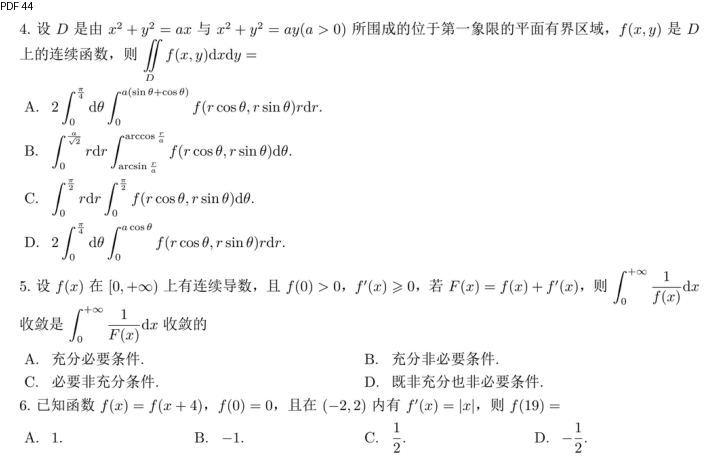 PDF 44
4. 设 D 是由 x² + y² = ax 与 x² + y² = ay(a > 0) 所围成的位于第一象限的平面有界区域，f(x, y) 是 D
上的连续函数，则 ∬_D f(x, y)dxdy =
A. 2∫_0^{π/4} dθ ∫_0^{a(sin θ+cos θ)} f(r cos θ, r sin θ)rdr.
B. ∫_0^{a/√2} rdr ∫_{arcsin r/a}^{arccos r/a} f(r cos θ, r sin θ)dθ.
C. ∫_0^{π/2} rdr ∫_0^{π/2} f(r cos θ, r sin θ)dθ.
D. 2∫_0^{π/4} dθ ∫_0^{a cos θ} f(r cos θ, r sin θ)rdr.
5. 设 f(x) 在 [0, +∞) 上有连续导数，且 f(0) > 0，f′(x) ⩾ 0，若 F(x) = f(x) + f′(x)，则 ∫_0^{+∞} 1/f(x) dx
收敛是 ∫_0^{+∞} 1/F(x) dx 收敛的
A. 充分必要条件. B. 充分非必要条件.
C. 必要非充分条件. D. 既非充分也非必要条件.
6. 已知函数 f(x) = f(x + 4)，f(0) = 0，且在 (−2, 2) 内有 f′(x) = |x|，则 f(19) =
A. 1. B. −1. C. 1/2. D. −1/2.